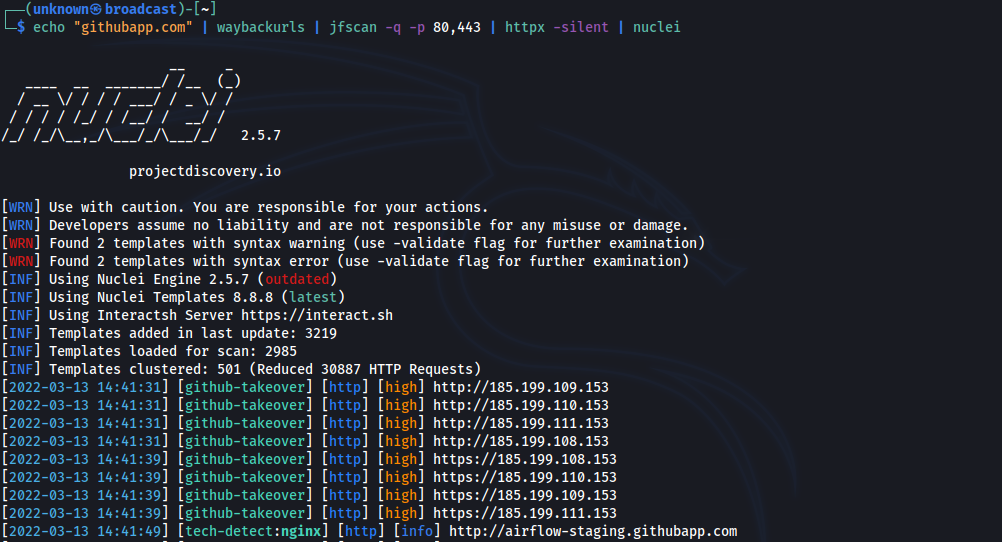 ┌──(unknown㉿broadcast)-[~]
└─$ echo "githubapp.com" | waybackurls | jfscan -q -p 80,443 | httpx -silent | nuclei
nuclei 2.5.7
projectdiscovery.io
[WRN] Use with caution. You are responsible for your actions.
[WRN] Developers assume no liability and are not responsible for any misuse or damage.
[WRN] Found 2 templates with syntax warning (use -validate flag for further examination)
[WRN] Found 2 templates with syntax error (use -validate flag for further examination)
[INF] Using Nuclei Engine 2.5.7 (outdated)
[INF] Using Nuclei Templates 8.8.8 (latest)
[INF] Using Interactsh Server https://interact.sh
[INF] Templates added in last update: 3219
[INF] Templates loaded for scan: 2985
[INF] Templates clustered: 501 (Reduced 30887 HTTP Requests)
[2022-03-13 14:41:31] [github-takeover] [http] [high] http://185.199.109.153
[2022-03-13 14:41:31] [github-takeover] [http] [high] http://185.199.110.153
[2022-03-13 14:41:31] [github-takeover] [http] [high] http://185.199.111.153
[2022-03-13 14:41:31] [github-takeover] [http] [high] http://185.199.108.153
[2022-03-13 14:41:39] [github-takeover] [http] [high] https://185.199.108.153
[2022-03-13 14:41:39] [github-takeover] [http] [high] https://185.199.110.153
[2022-03-13 14:41:39] [github-takeover] [http] [high] https://185.199.109.153
[2022-03-13 14:41:39] [github-takeover] [http] [high] https://185.199.111.153
[2022-03-13 14:41:49] [tech-detect:nginx] [http] [info] http://airflow-staging.githubapp.com